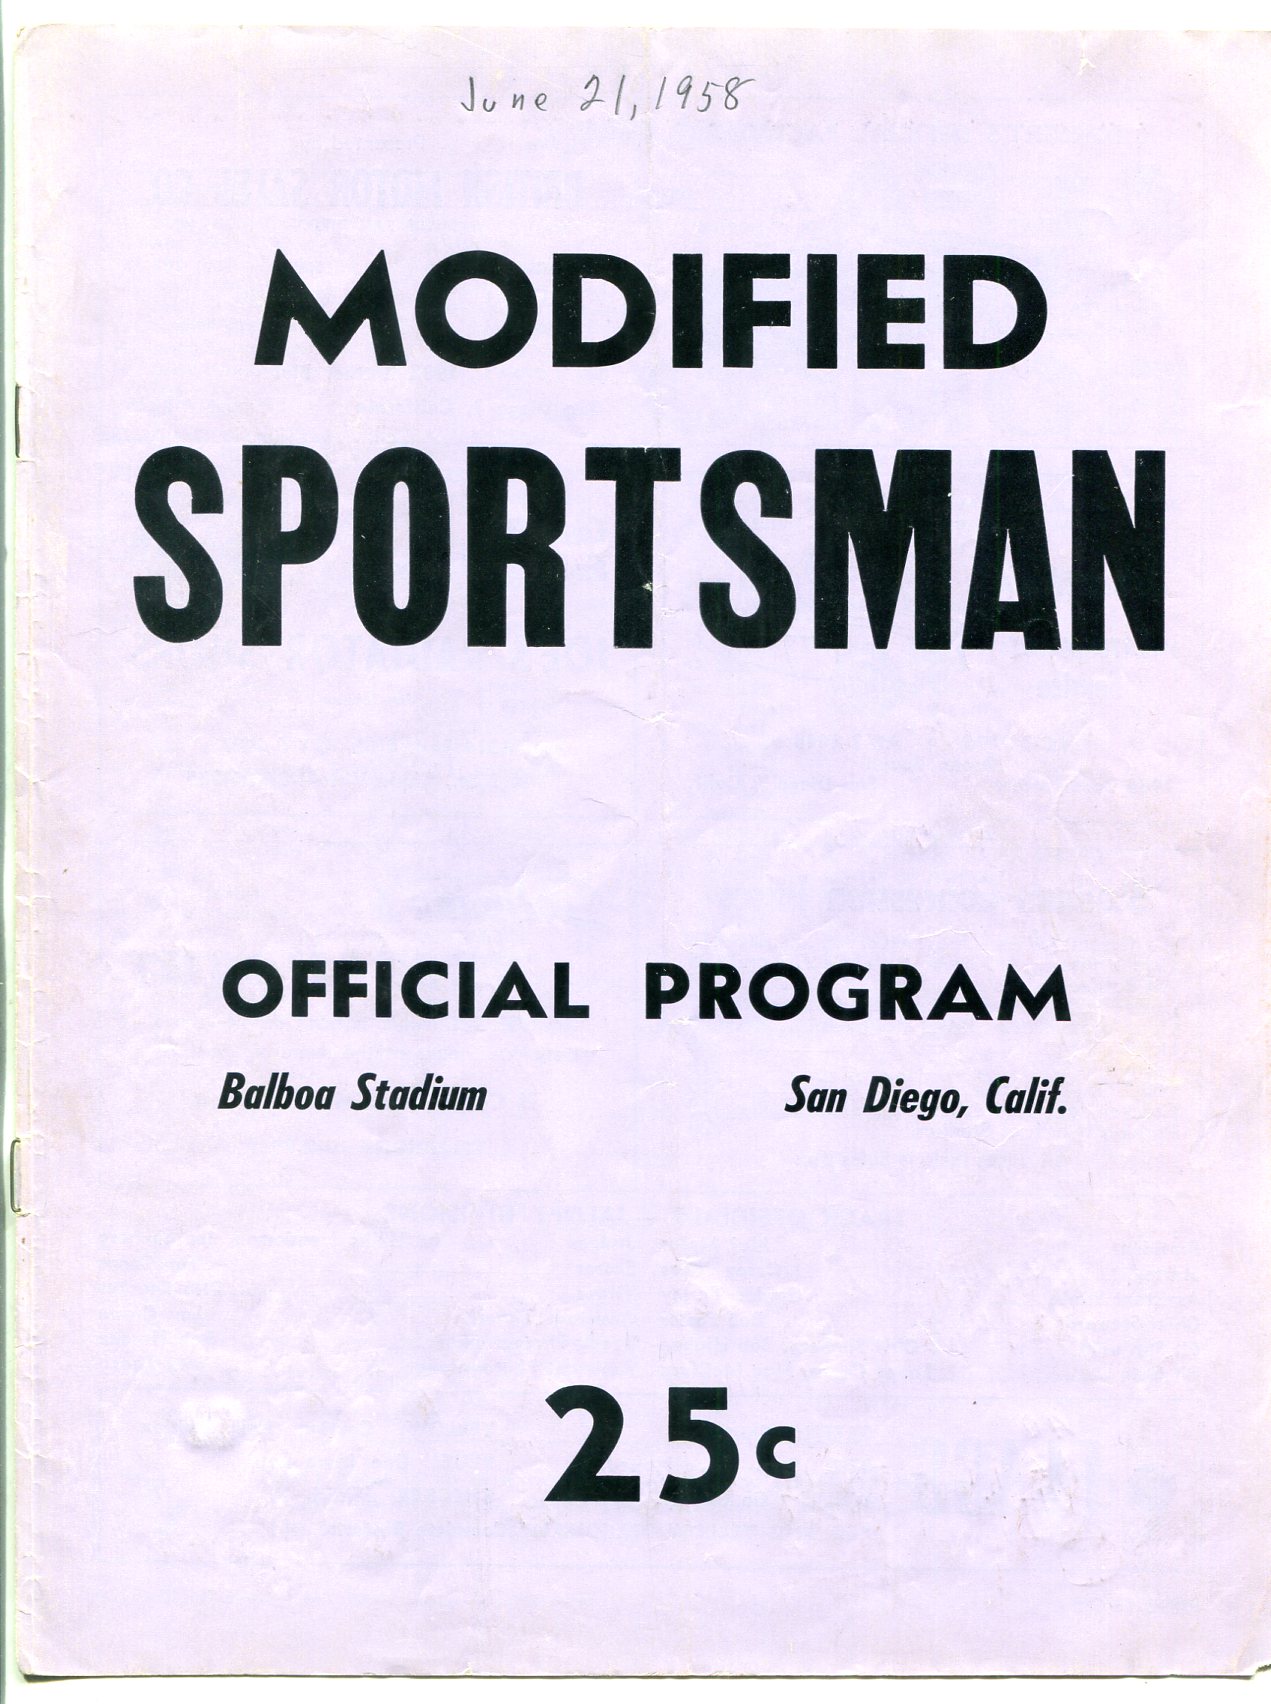 June 21, 1958
MODIFIED
SPORTSMAN
OFFICIAL PROGRAM
Balboa Stadium San Diego, Calif.
25c